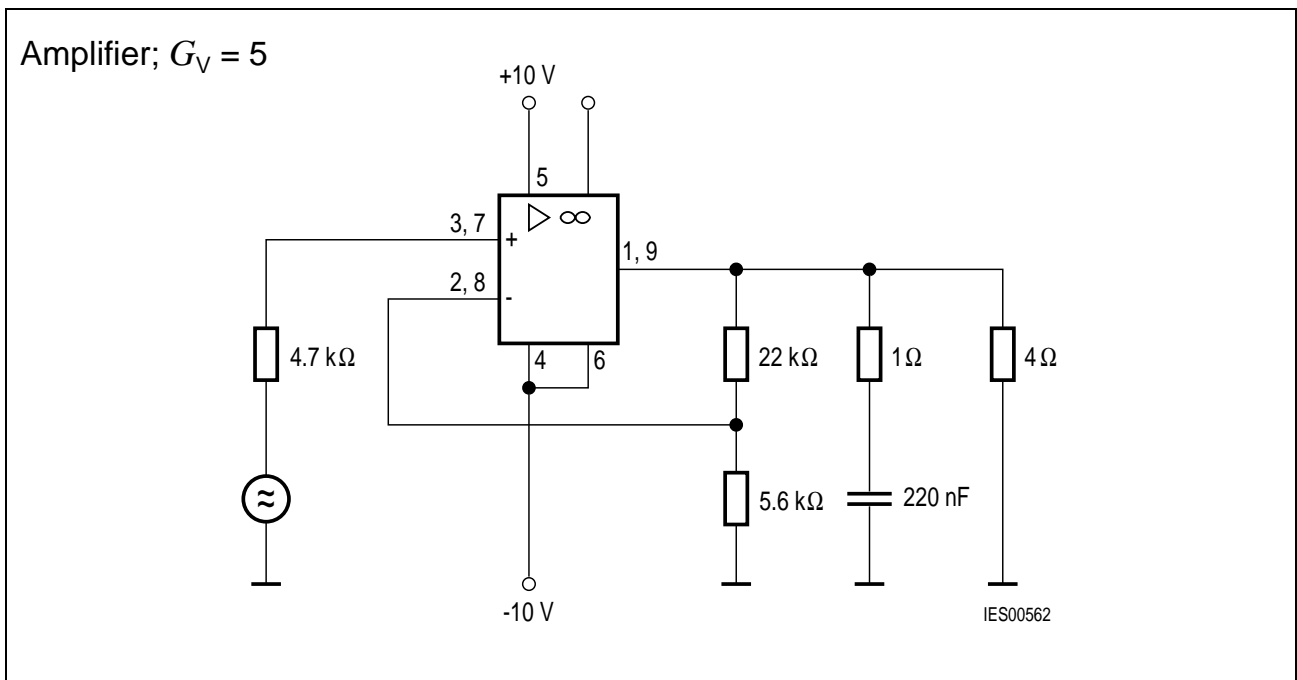 Amplifier; GV = 5
+10 V
5
▷ ∞
3, 7
+
1, 9
2, 8
-
4
6
4.7 kΩ
22 kΩ
1Ω
4Ω
≈
5.6 kΩ
220 nF
-10 V
IES00562